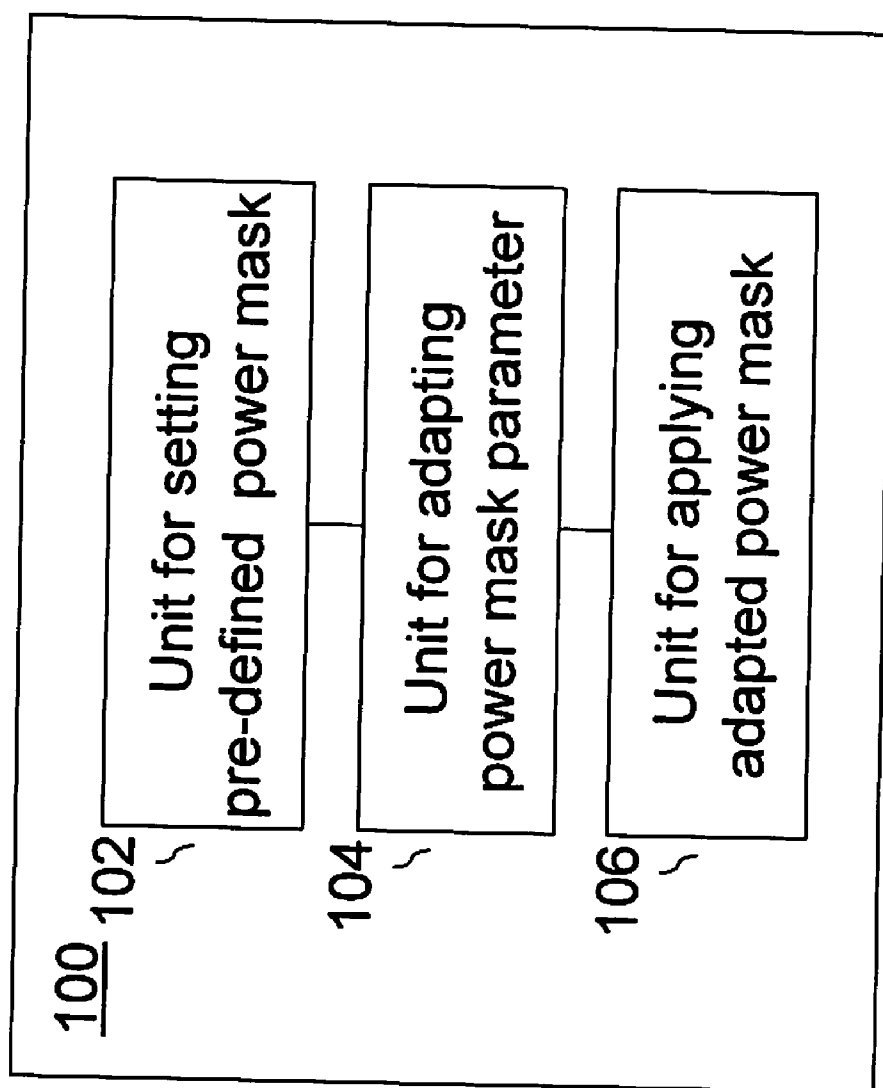 100
102
Unit for setting
pre-defined power mask
104
Unit for adapting
power mask parameter
106
Unit for applying
adapted power mask